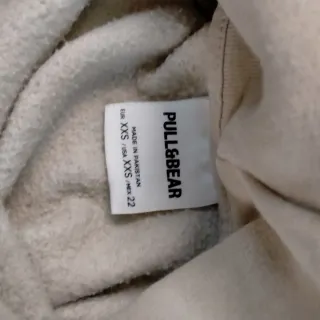 PULL&BEAR
MADE IN PAKISTAN
EUR XXS / USA XXS / MEX 22